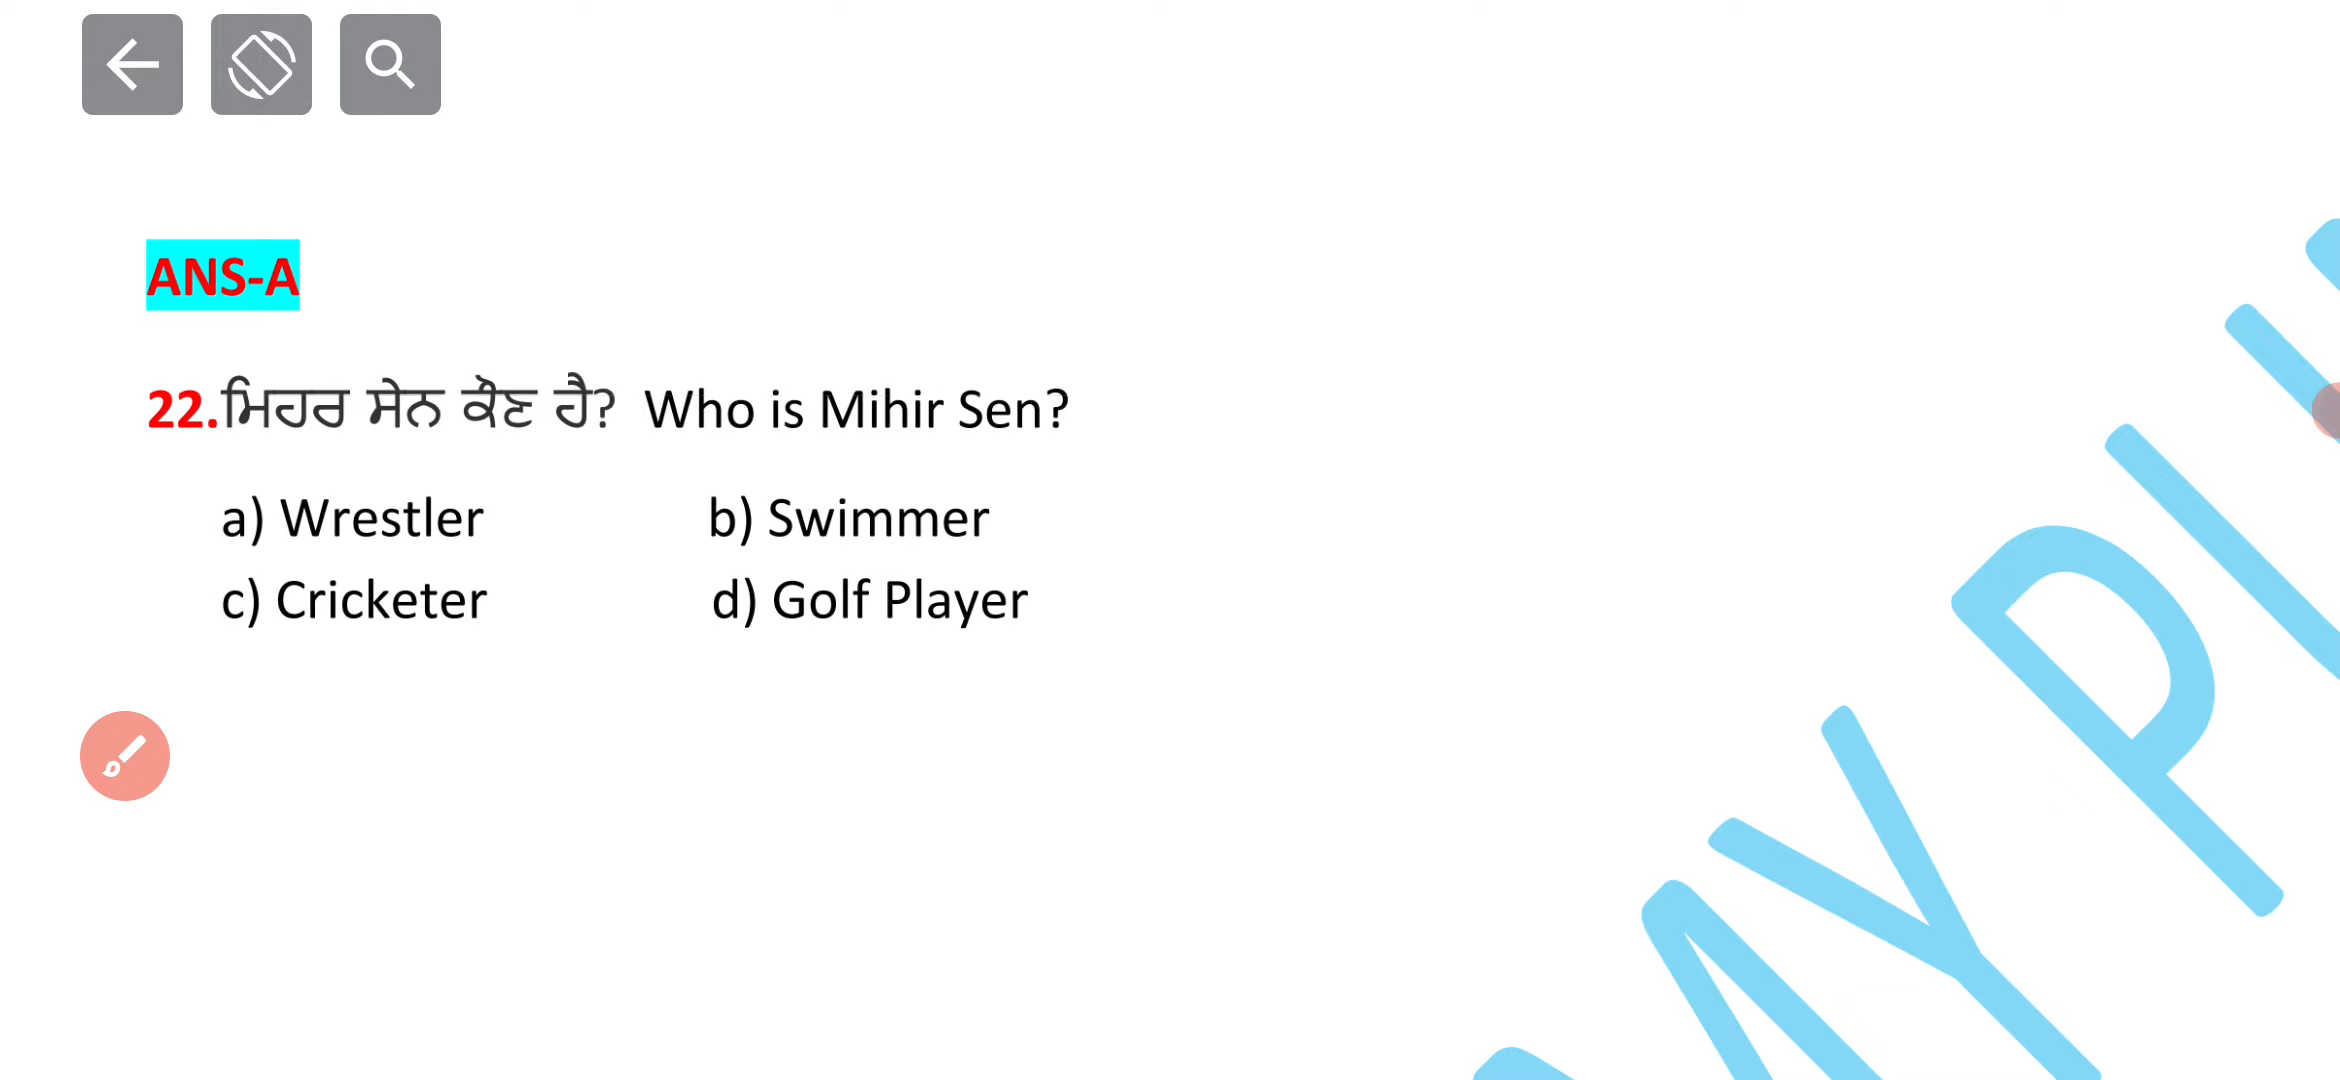 ANS-A
22.ਮਿਹਰ ਸੇਨ ਕੌਣ ਹੈ? Who is Mihir Sen?
a) Wrestler b) Swimmer
c) Cricketer d) Golf Player